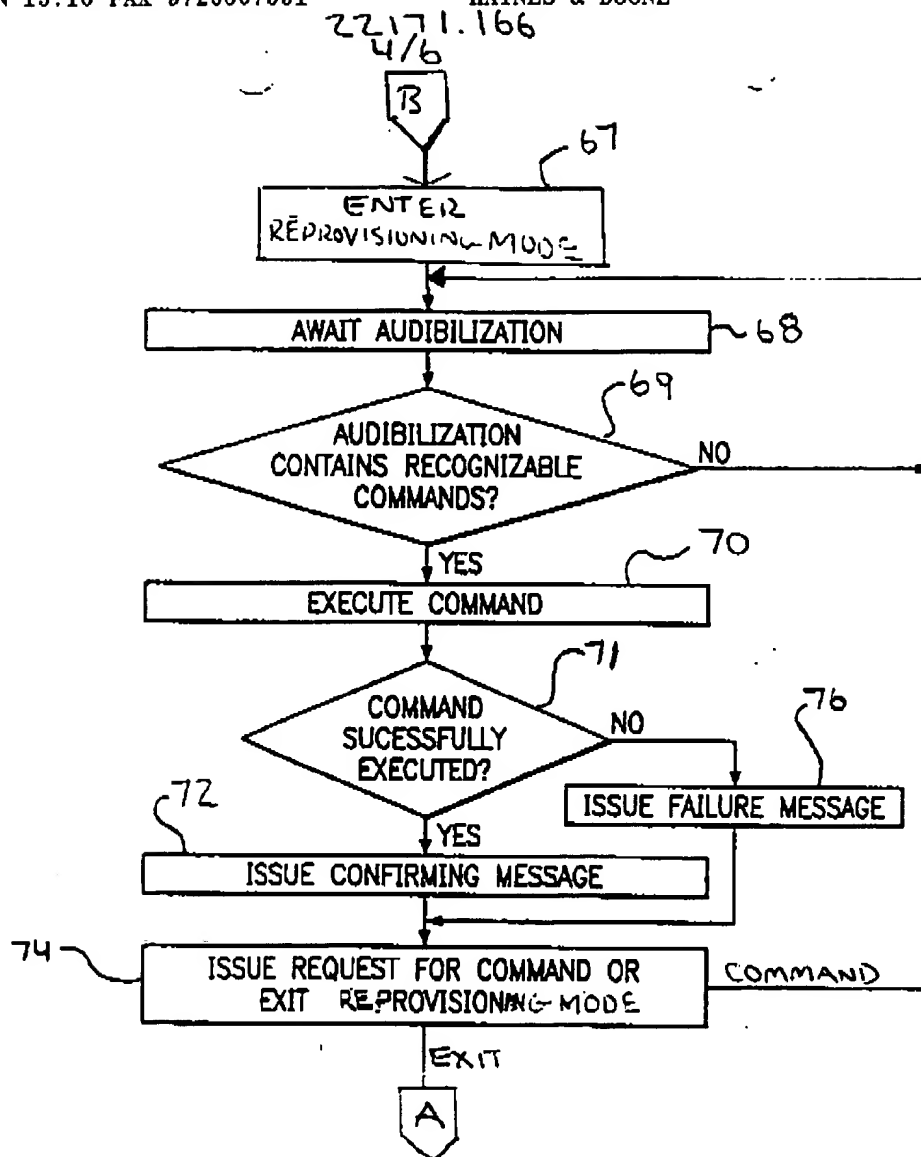 22171.166
4/6
B
67
ENTER
REPROVISIONING MODE
AWAIT AUDIBILIZATION
68
69
AUDIBILIZATION
CONTAINS RECOGNIZABLE
COMMANDS?
NO
YES
70
EXECUTE COMMAND
71
COMMAND
SUCESSFULLY
EXECUTED?
NO
76
ISSUE FAILURE MESSAGE
72
YES
ISSUE CONFIRMING MESSAGE
74
ISSUE REQUEST FOR COMMAND OR
EXIT REPROVISIONING MODE
COMMAND
EXIT
A